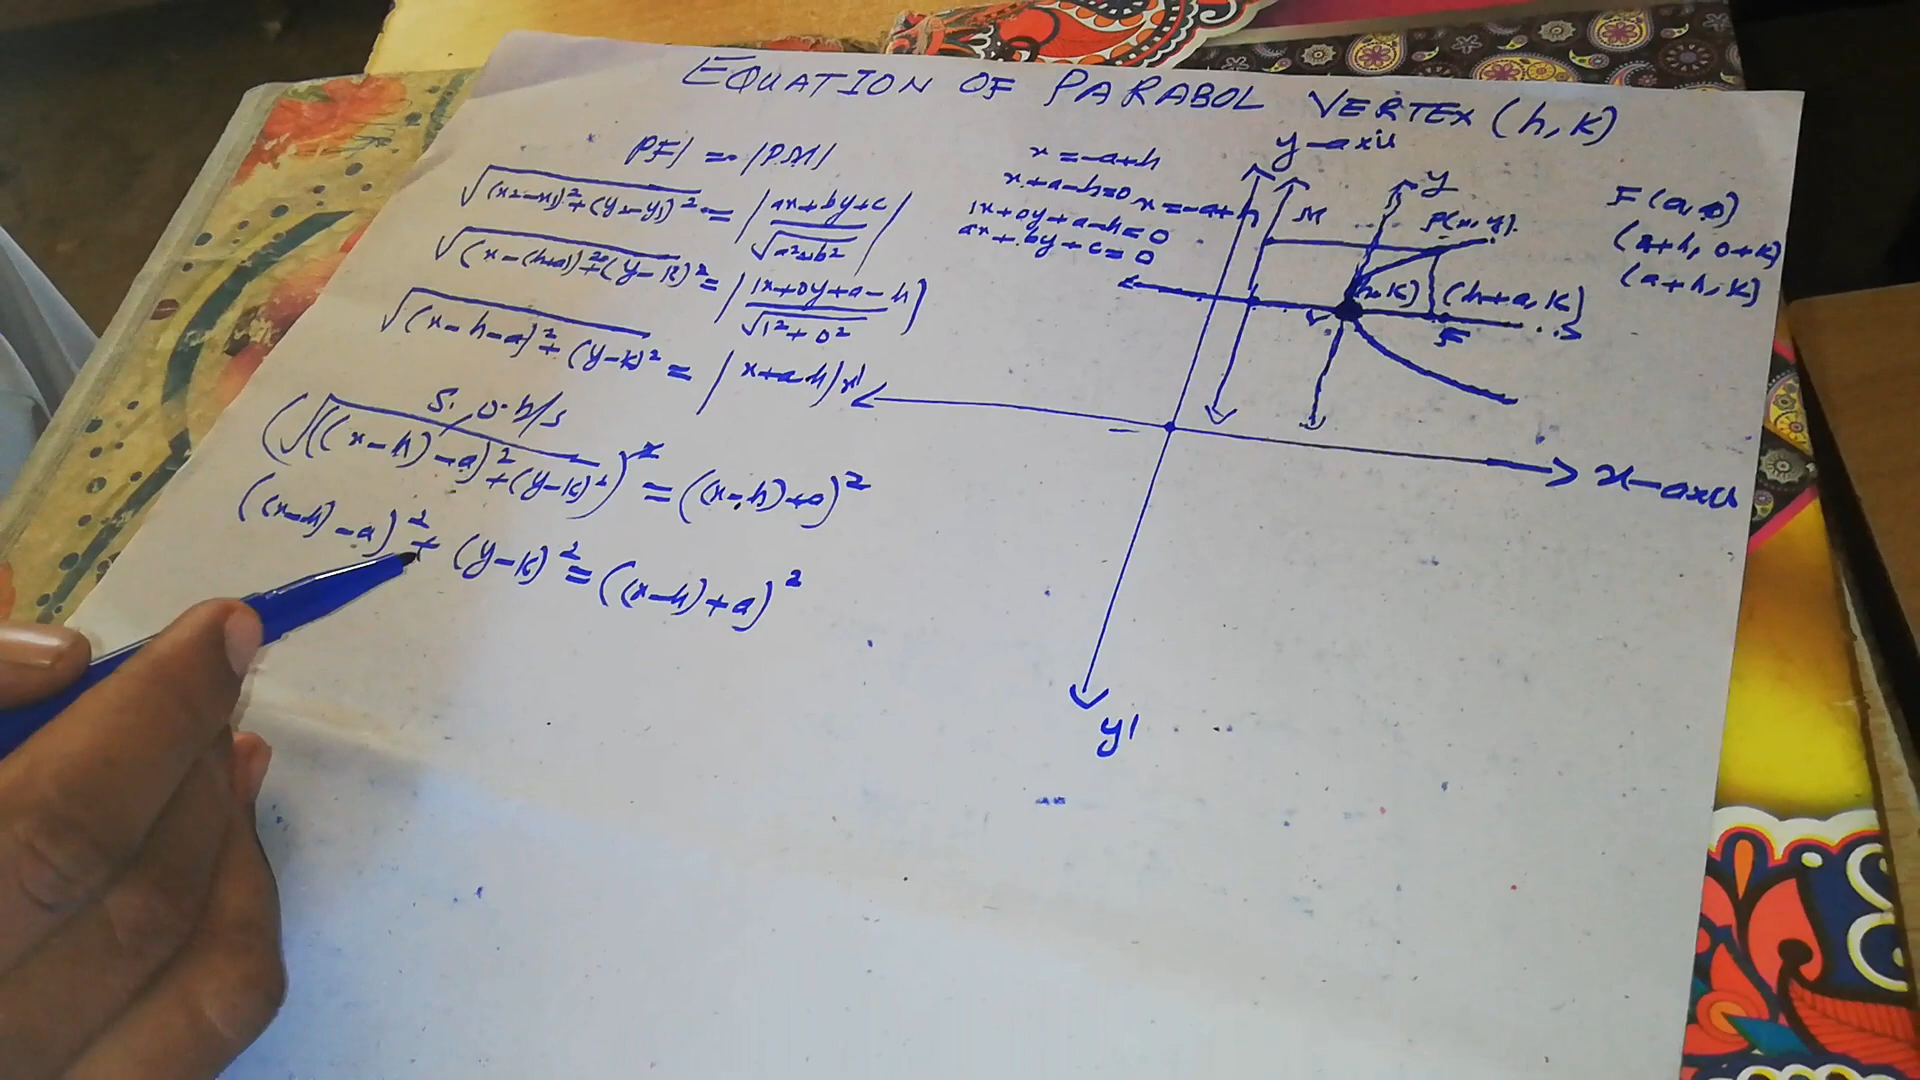 EQUATION OF PARABOL VERTEX (h, k)
PF| = |PM|
√(x2-x1)²+(y2-y1)² = |ax+by+c / √a²+b²|
√(x-(h+a))²+(y-k)² = |1x+0y+a-h / √1²+0²|
√(x-h-a)²+(y-k)² = |x+a-h| x'
S. O. B/S
(√((x-h)-a)²+(y-k)²)² = ((x-h)+a)²
((x-h)-a)² + (y-k)² = ((x-h)+a)²
x = -a+h
x+a-h=0
x=-a+h
1x+0y+a-h=0
ax+by+c=0
y-axis
M
y
P(x, y)
(h, k)
(h+a, k)
V
F
F(a, 0)
(a+h, 0+k)
(a+h, k)
x-axis
y'